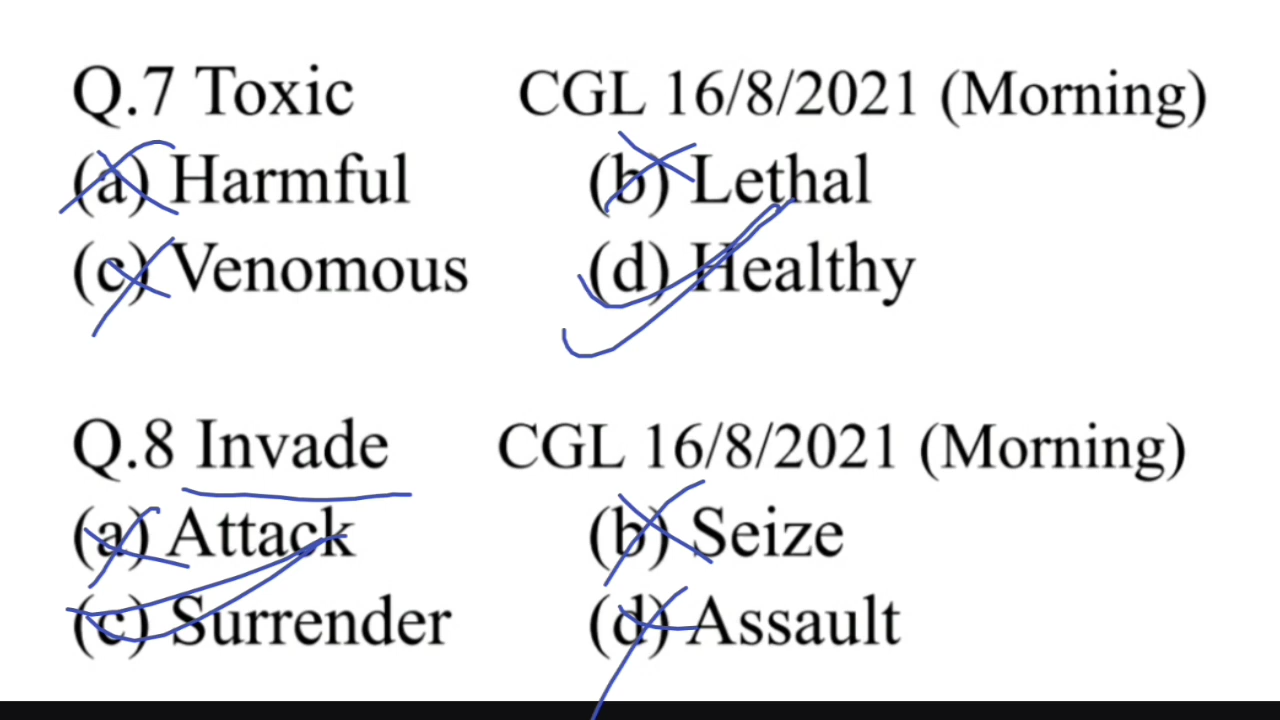 Q.7 Toxic CGL 16/8/2021 (Morning)
(a) Harmful (b) Lethal
(c) Venomous (d) Healthy
Q.8 Invade CGL 16/8/2021 (Morning)
(a) Attack (b) Seize
(c) Surrender (d) Assault